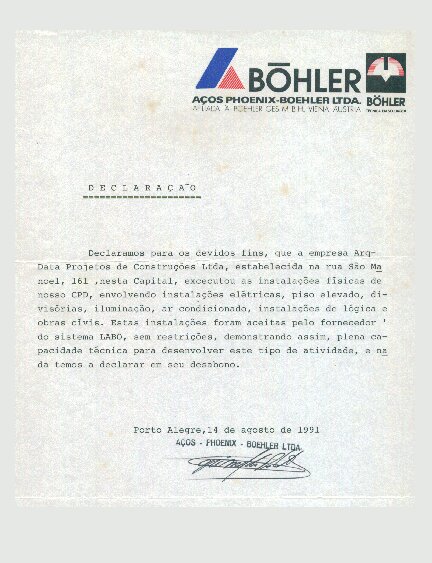 BÖHLER
AÇOS PHOENIX-BOEHLER LTDA.
BÖHLER
D E C L A R A Ç Ã O
Declaramos para os devidos fins, que a empresa Arq-
Data Projetos de Construções Ltda, estabelecida na rua São Ma
noel, 161 ,nesta Capital, excecutou as instalações físicas de
nosso CPD, envolvendo instalações elétricas, piso elevado, di-
visórias, iluminação, ar condicionado, instalações de lógica e
obras cívis. Estas instalações foram aceitas pelo fornecedor '
do sistema LABO, sem restrições, demonstrando assim, plena ca-
pacidade técnica para desenvolver este tipo de atividade, e na
da temos a declarar em seu desabono.
Porto Alegre,14 de agosto de 1991
AÇOS - PHOENIX - BOEHLER LTDA.